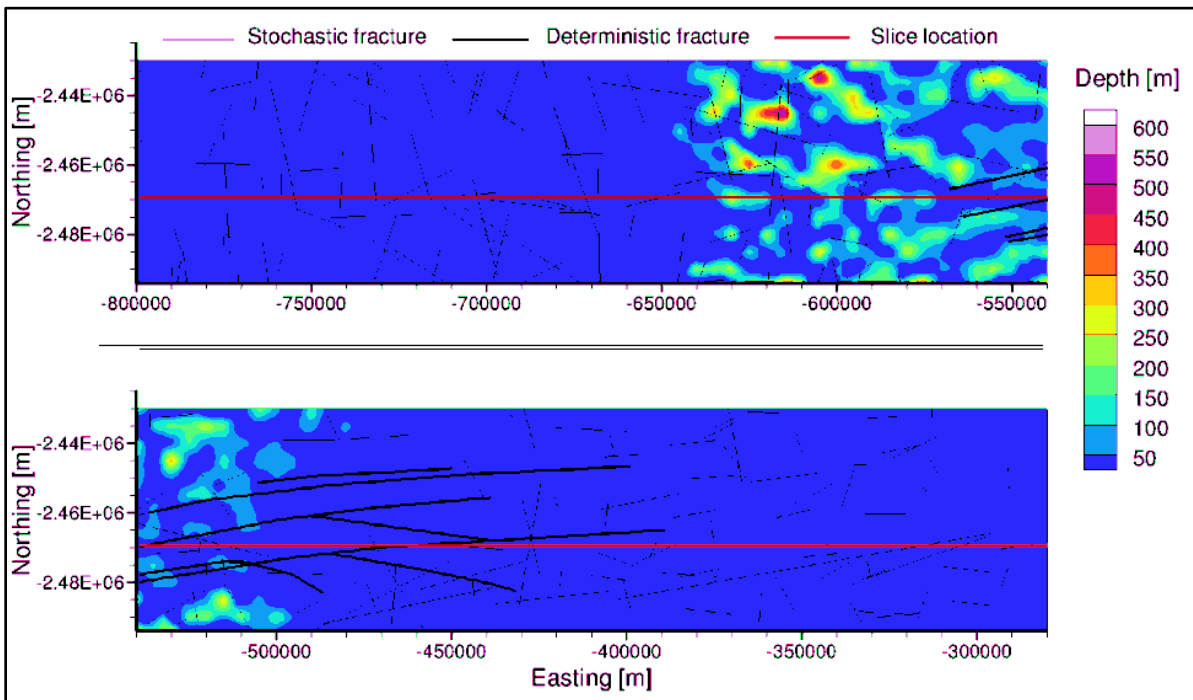 Stochastic fracture Deterministic fracture Slice location
Depth [m]
600
550
500
450
400
350
300
250
200
150
100
50
Northing [m]
-2.44E+06
-2.46E+06
-2.48E+06
-800000 -750000 -700000 -650000 -600000 -550000
Northing [m]
-2.44E+06
-2.46E+06
-2.48E+06
-500000 -450000 -400000 -350000 -300000
Easting [m]